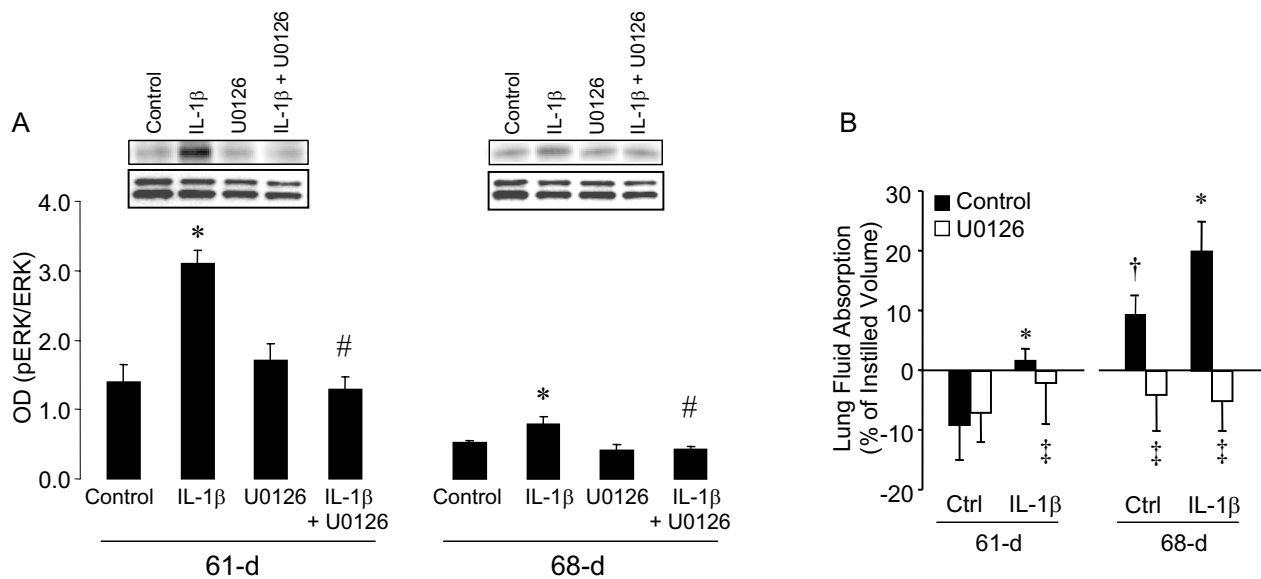 A
Control
IL-1β
U0126
IL-1β + U0126
Control
IL-1β
U0126
IL-1β + U0126
OD (pERK/ERK)
4.0
3.0
2.0
1.0
0.0
*
#
*
#
Control
IL-1β
U0126
IL-1β
+ U0126
Control
IL-1β
U0126
IL-1β
+ U0126
61-d
68-d
B
Lung Fluid Absorption
(% of Instilled Volume)
30
20
10
0
-10
-20
Control
U0126
*
†
*
‡
‡
‡
Ctrl
IL-1β
Ctrl
IL-1β
61-d
68-d